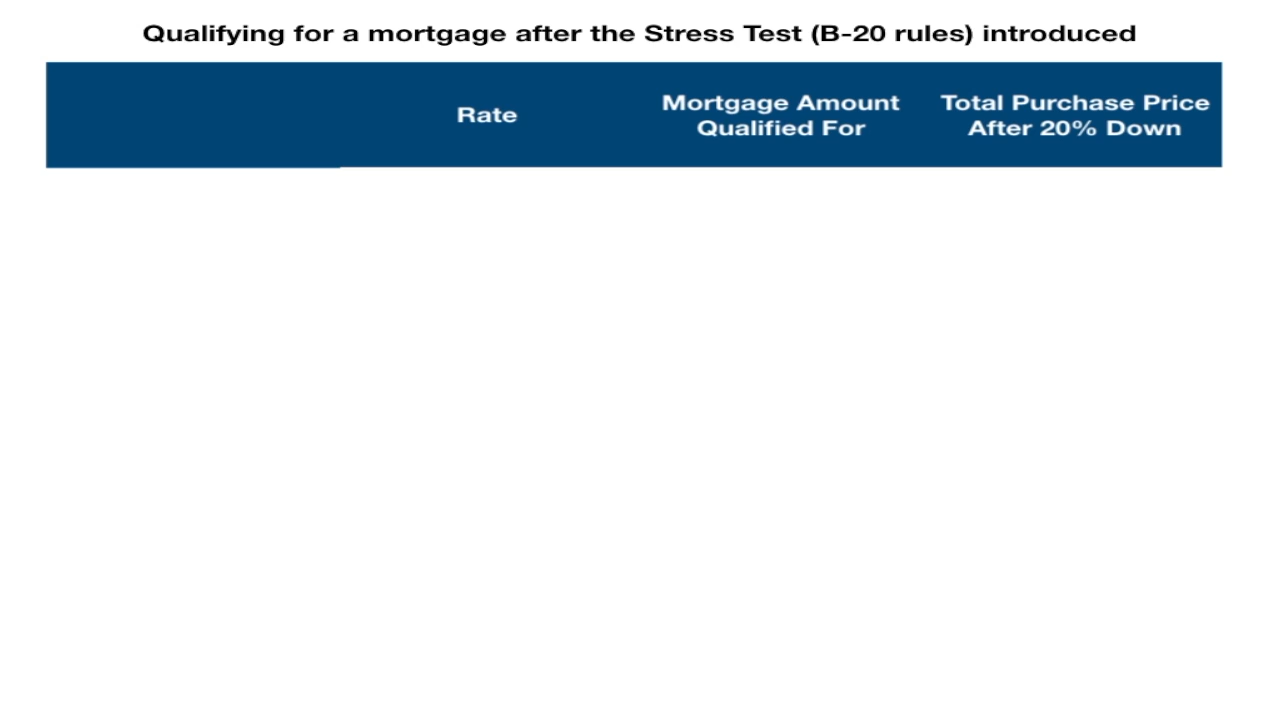 Qualifying for a mortgage after the Stress Test (B-20 rules) introduced
Rate
Mortgage Amount
Qualified For
Total Purchase Price
After 20% Down